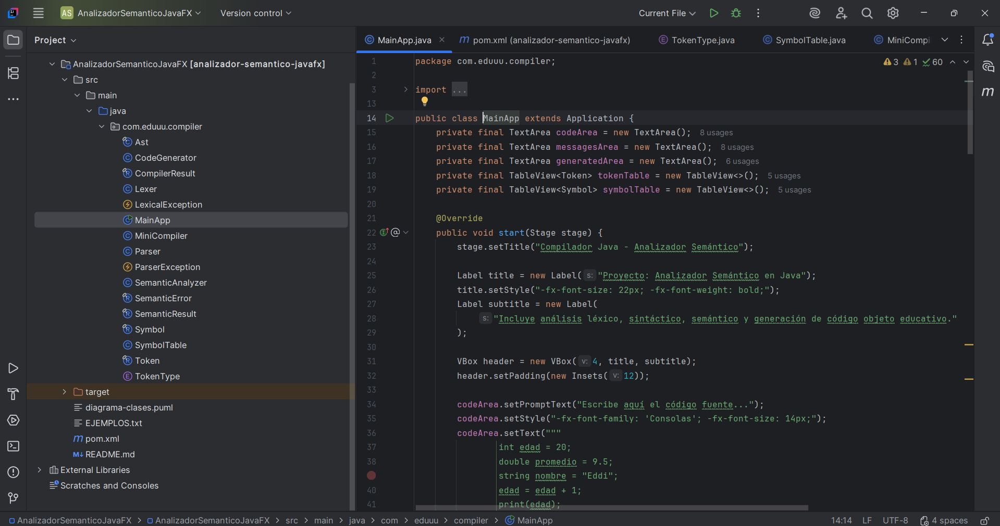 AS AnalizadorSemanticoJavaFX Version control Current File
Project
MainApp.java pom.xml (analizador-semantico-javafx) TokenType.java SymbolTable.java MiniCompi
AnalizadorSemanticoJavaFX [analizador-semantico-javafx]
src
main
java
com.eduuu.compiler
Ast
CodeGenerator
CompilerResult
Lexer
LexicalException
MainApp
MiniCompiler
Parser
ParserException
SemanticAnalyzer
SemanticError
SemanticResult
Symbol
SymbolTable
Token
TokenType
target
diagrama-clases.puml
EJEMPLOS.txt
pom.xml
README.md
External Libraries
Scratches and Consoles
3 1 60
1 package com.eduuu.compiler;
2
3 import ...
13
14 public class MainApp extends Application {
15 private final TextArea codeArea = new TextArea(); 8 usages
16 private final TextArea messagesArea = new TextArea(); 8 usages
17 private final TextArea generatedArea = new TextArea(); 6 usages
18 private final TableView<Token> tokenTable = new TableView<>(); 5 usages
19 private final TableView<Symbol> symbolTable = new TableView<>(); 5 usages
20
21 @Override
22 public void start(Stage stage) {
23 stage.setTitle("Compilador Java - Analizador Semántico");
24
25 Label title = new Label( s: "Proyecto: Analizador Semántico en Java");
26 title.setStyle("-fx-font-size: 22px; -fx-font-weight: bold;");
27 Label subtitle = new Label(
28 s: "Incluye análisis léxico, sintáctico, semántico y generación de código objeto educativo."
29 );
30
31 VBox header = new VBox( v: 4, title, subtitle);
32 header.setPadding(new Insets( v: 12));
33
34 codeArea.setPromptText("Escribe aquí el código fuente...");
35 codeArea.setStyle("-fx-font-family: 'Consolas'; -fx-font-size: 14px;");
36 codeArea.setText("""
37 int edad = 20;
38 double promedio = 9.5;
string nombre = "Eddi";
40 edad = edad + 1;
41 print(edad);
AnalizadorSemanticoJavaFX > AnalizadorSemanticoJavaFX > src > main > java > com > eduuu > compiler > MainApp 14:14 LF UTF-8 4 spaces